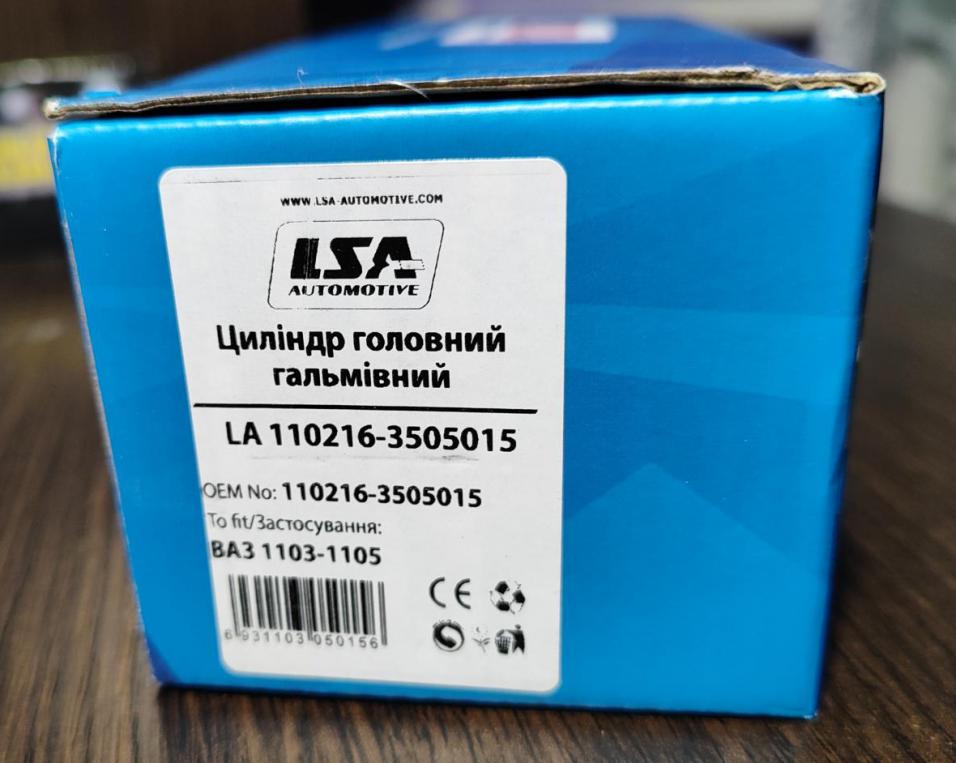 WWW.LSA-AUTOMOTIVE.COM
LSA
AUTOMOTIVE
Циліндр головний
гальмівний
LA 110216-3505015
OEM No: 110216-3505015
To fit/Застосування:
ВАЗ 1103-1105
CE
6 931103 050156